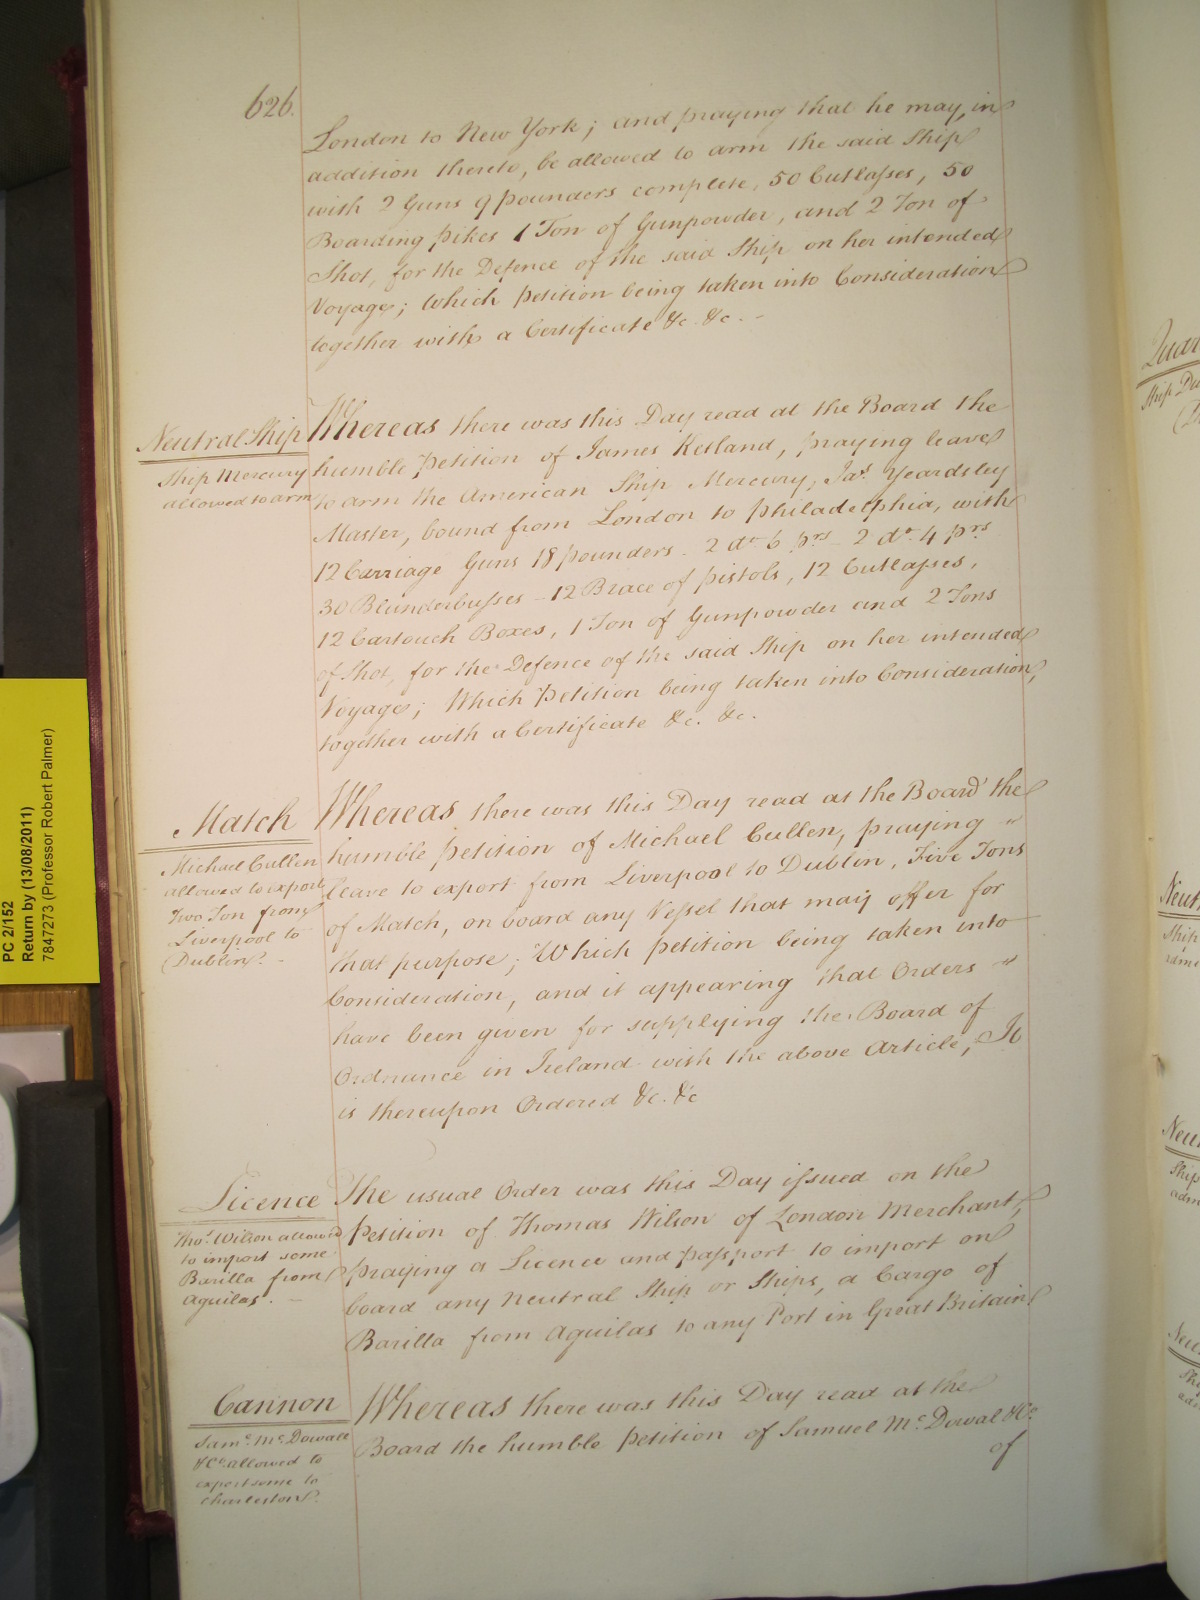 626.
London to New York; and praying that he may, in
addition thereto, be allowed to arm the said Ship
with 2 Guns 9 pounders complete, 50 Cutlasses, 50
Boarding pikes 1 Ton of Gunpowder, and 2 Ton of
Shot, for the Defence of the said Ship on her intended
Voyage; Which petition being taken into Consideration
together with a Certificate &c. &c. -
Neutral Ship
Ship Mercury
allowed to arm
Whereas there was this Day read at the Board the
humble petition of James Ketland, praying leave
to arm the American Ship Mercury, Jas. Yeardsley
Master, bound from London to Philadelphia, with
12 Carriage Guns 18 pounders - 2 do. 6 prs - 2 do. 4 prs
30 Blunderbusses - 12 Brace of pistols, 12 Cutlasses,
12 Cartouch Boxes, 1 Ton of Gunpowder and 2 Tons
of Shot, for the Defence of the said Ship on her intended
Voyage; Which Petition being taken into Consideration,
together with a Certificate &c. &c.
Match
Michael Cullen
allowed to export
Two Ton from
Liverpool to
Dublin. -
Whereas there was this Day read at the Board the
humble petition of Michael Cullen, praying "
leave to export from Liverpool to Dublin, Five Tons
of Match, on board any Vessel that may offer for
that purpose; Which petition being taken into
Consideration, and it appearing that Orders "
have been given for supplying the Board of
Ordnance in Ireland with the above Article, It
is thereupon Ordered &c. &c
Licence
Thos. Wilson allowed
to import some
Barilla from
Aguilas. -
The usual Order was this Day issued on the
Petition of Thomas Wilson of London Merchant,
praying a Licence and passport to import on
board any Neutral Ship or Ships, a Cargo of
Barilla from Aguilas to any Port in Great Britain
Cannon
Saml. Mc. Dowall
& Co. allowed to
export some to
Charleston.
Whereas there was this Day read at the
Board the humble petition of Samuel Mc. Dowal & Co.
of
PC 2/152
Return by (13/08/2011)
7847273 (Professor Robert Palmer)